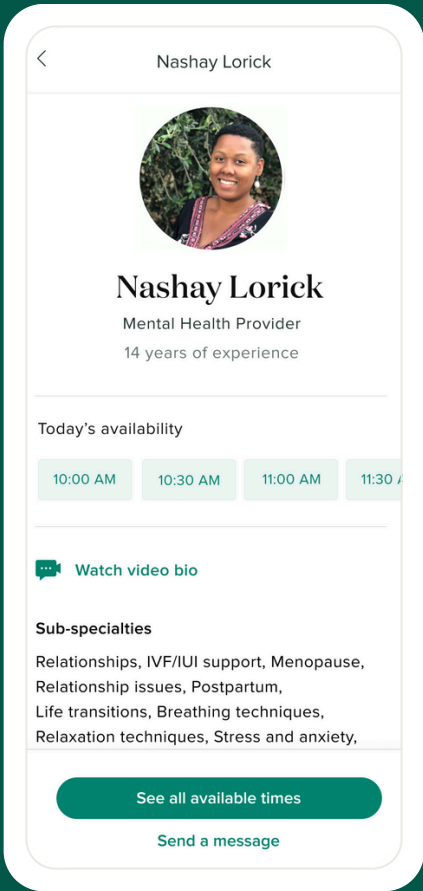 Nashay Lorick
Nashay Lorick
Mental Health Provider
14 years of experience
Today's availability
10:00 AM 10:30 AM 11:00 AM 11:30
Watch video bio
Sub-specialties
Relationships, IVF/IUI support, Menopause,
Relationship issues, Postpartum,
Life transitions, Breathing techniques,
Relaxation techniques, Stress and anxiety,
See all available times
Send a message